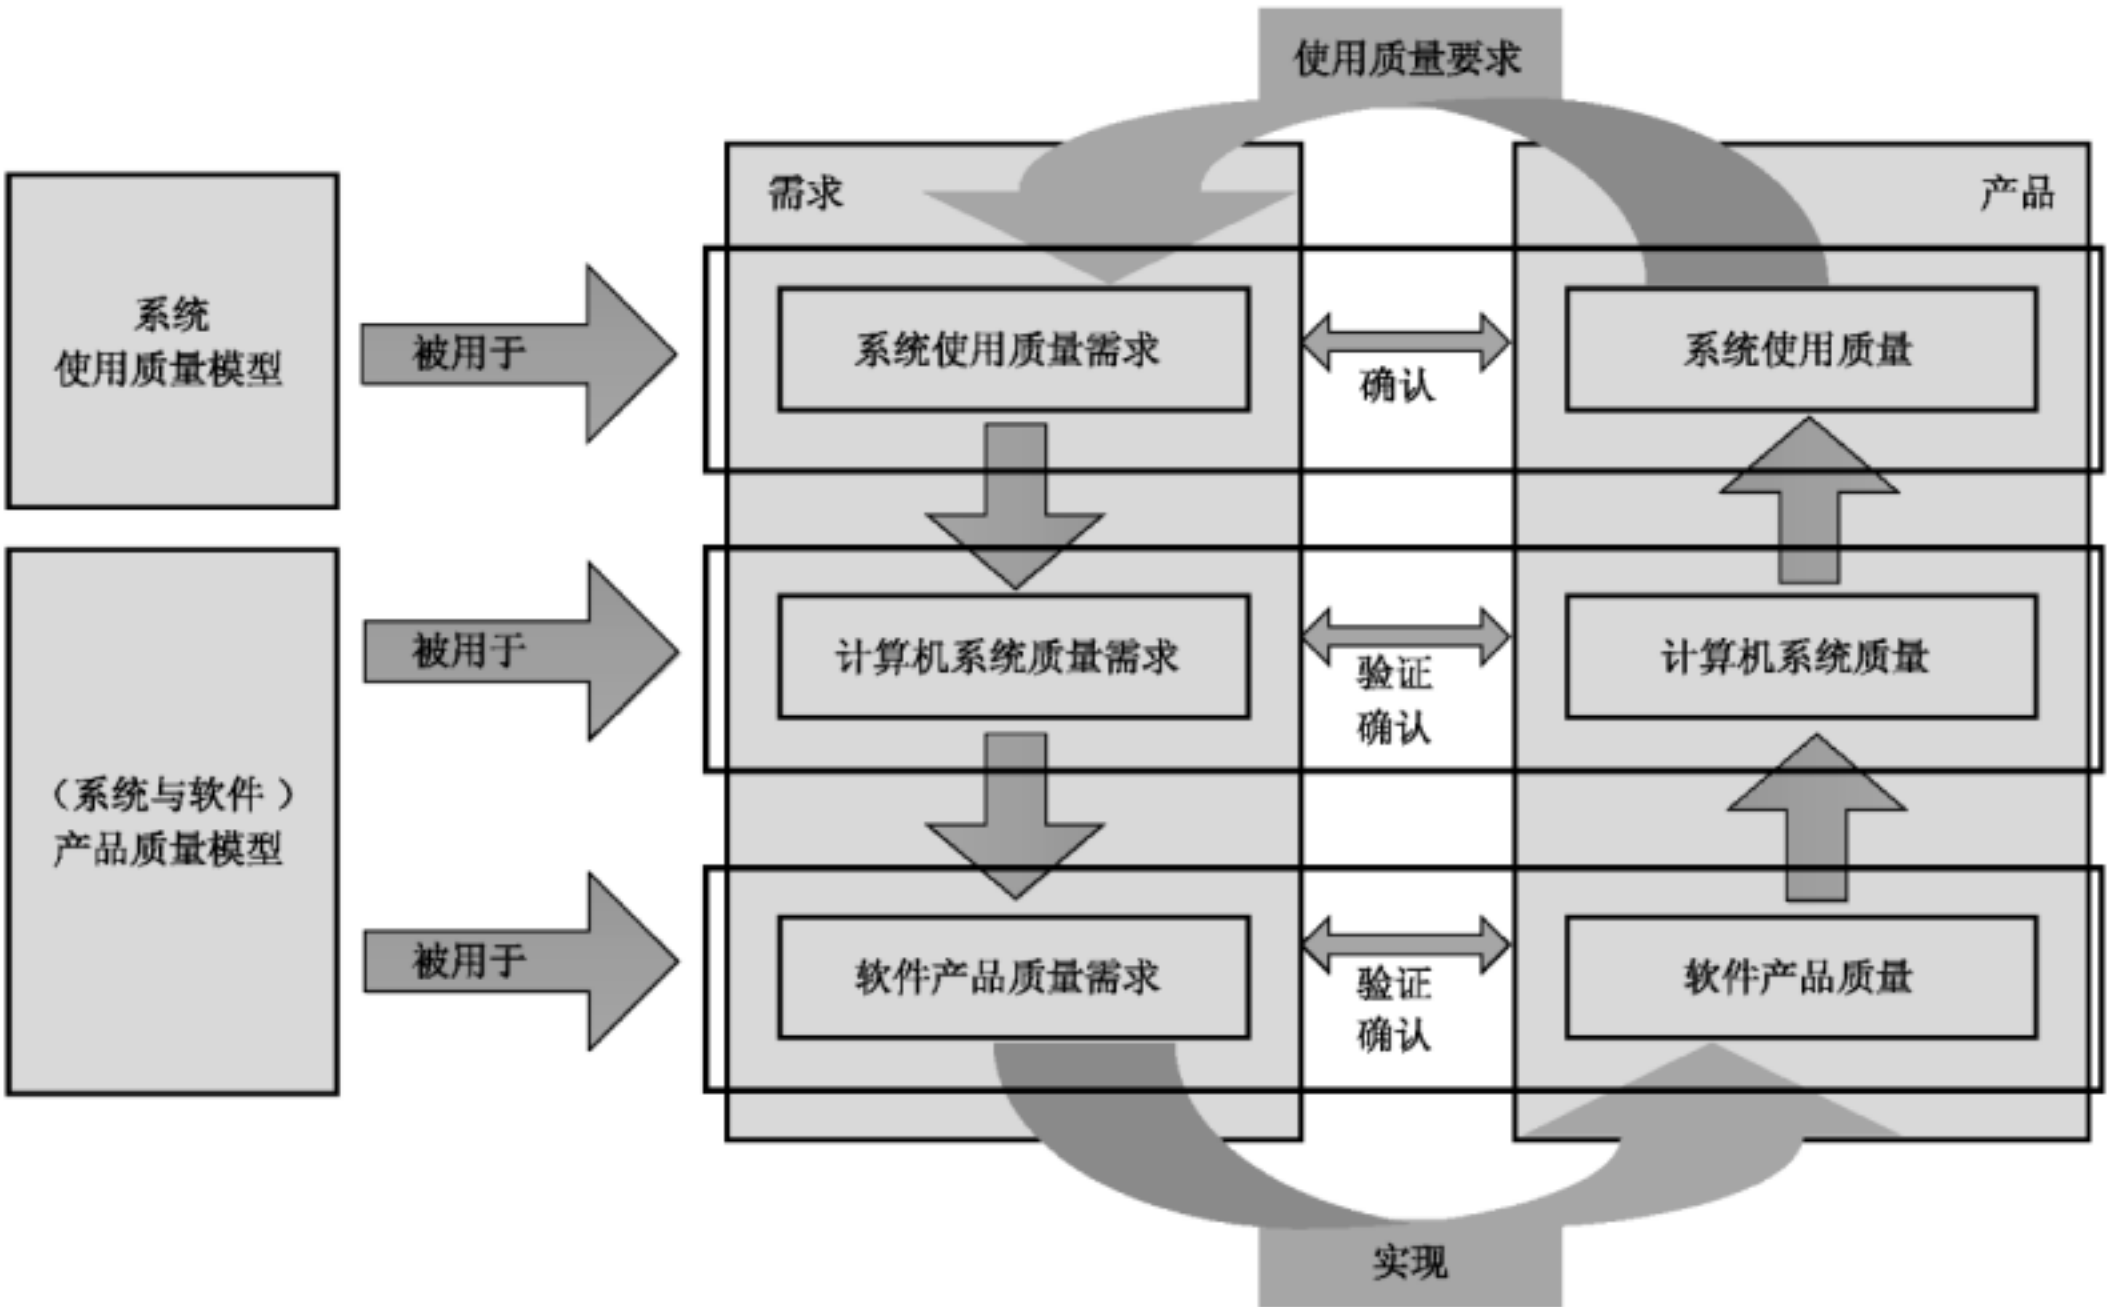 使用质量要求
需求
产品
系统
使用质量模型
被用于
系统使用质量需求
确认
系统使用质量
被用于
计算机系统质量需求
验证
确认
计算机系统质量
（系统与软件）
产品质量模型
被用于
软件产品质量需求
验证
确认
软件产品质量
实现